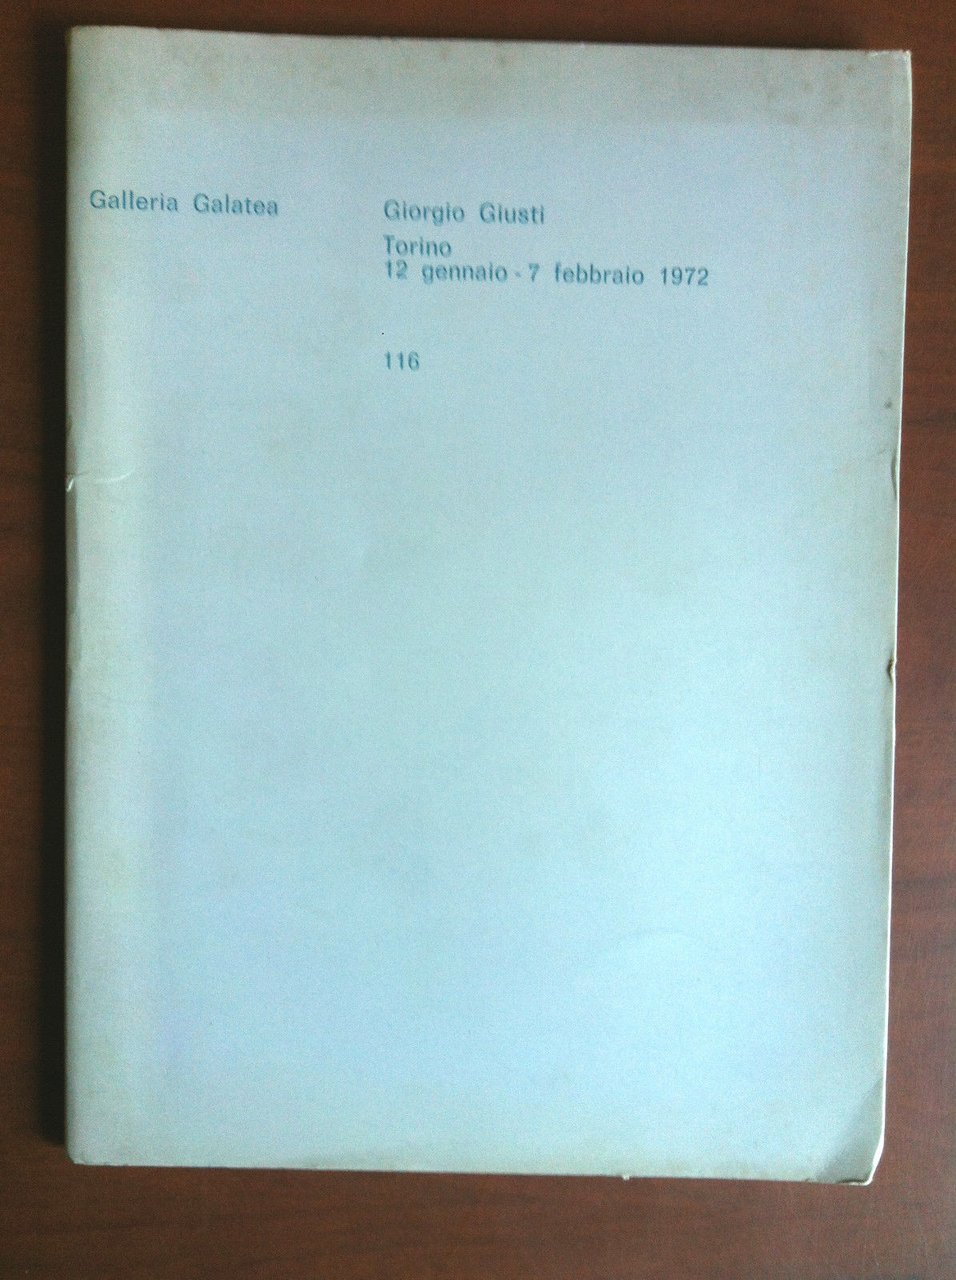 Galleria Galatea
Giorgio Giusti
Torino
12 gennaio - 7 febbraio 1972
116